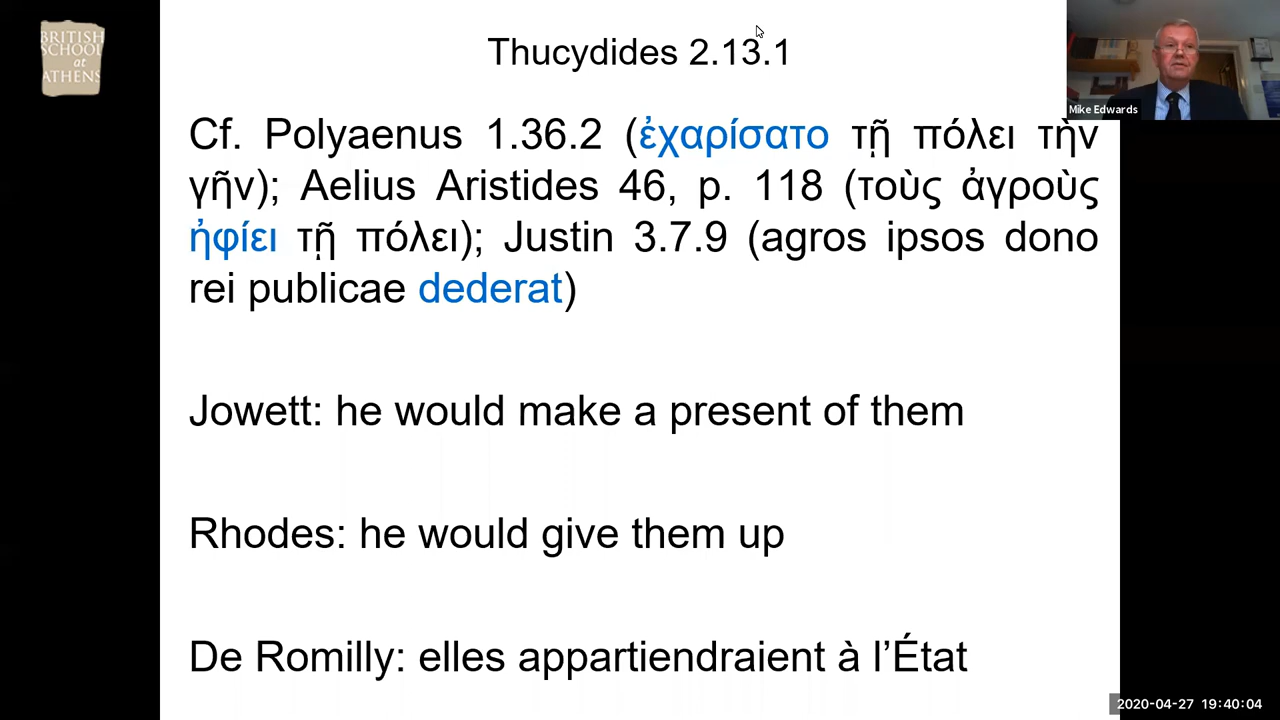 BRITISH
SCHOOL
at
ATHENS
Thucydides 2.13.1
Mike Edwards
Cf. Polyaenus 1.36.2 (ἐχαρίσατο τῇ πόλει τὴν
γῆν); Aelius Aristides 46, p. 118 (τοὺς ἀγροὺς
ἠφίει τῇ πόλει); Justin 3.7.9 (agros ipsos dono
rei publicae dederat)
Jowett: he would make a present of them
Rhodes: he would give them up
De Romilly: elles appartiendraient à l’État
2020-04-27 19:40:04